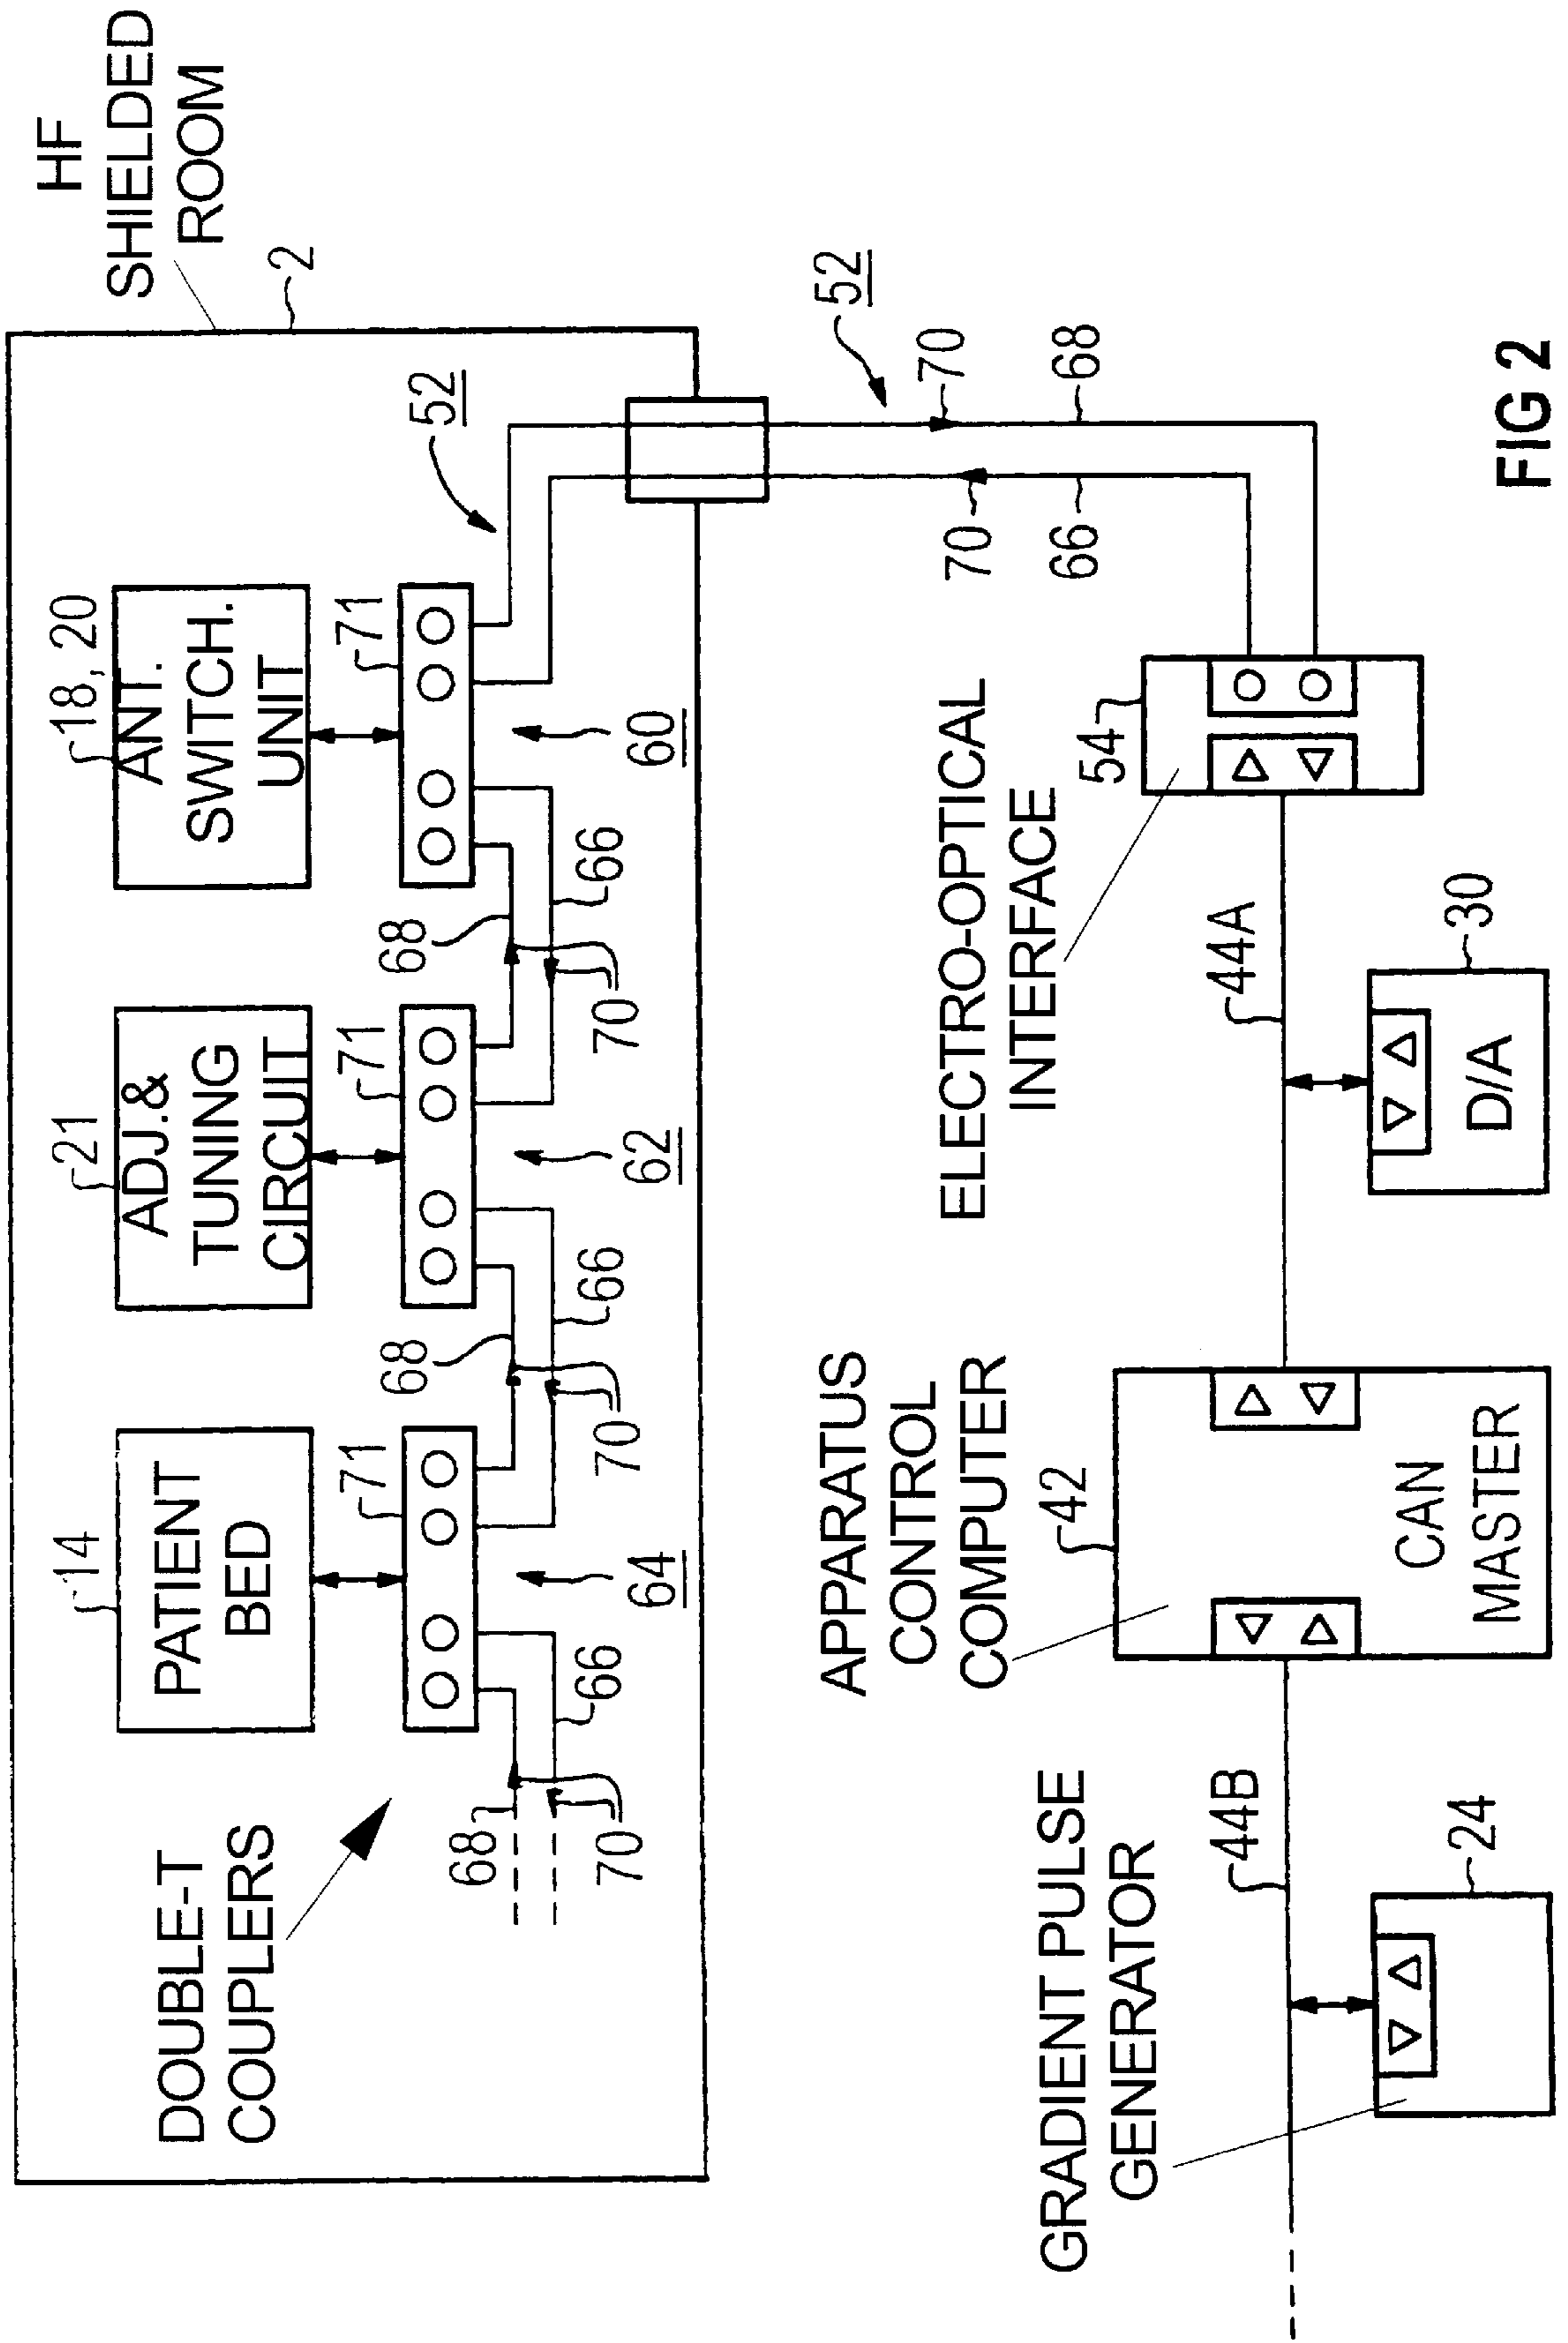 HF
SHIELDED
ROOM
2
14
21
18, 20
PATIENT
BED
ADJ.&
TUNING
CIRCUIT
ANT.
SWITCH.
UNIT
DOUBLE-T
COUPLERS
71
71
71
52
68
68
68
66
66
66
70
70
70
64
62
60
52
70
70
66
68
APPARATUS
CONTROL
COMPUTER
ELECTRO-OPTICAL
INTERFACE
GRADIENT PULSE
GENERATOR
42
54
44B
44A
CAN
MASTER
24
30
D/A
FIG 2